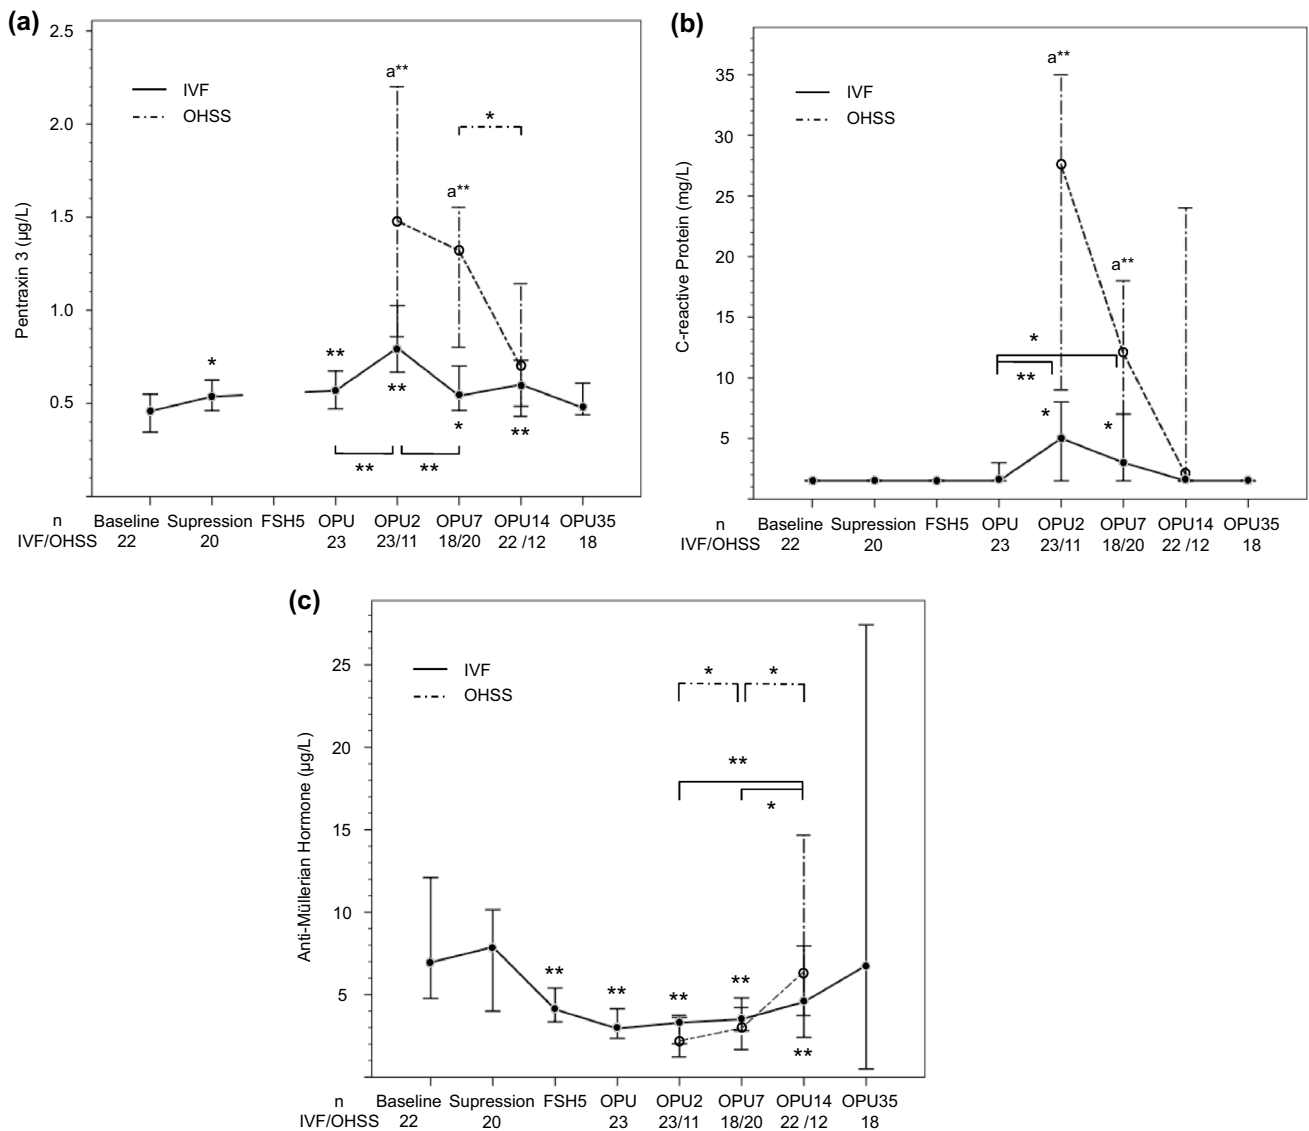 (a)
2.5
2.0
1.5
1.0
0.5
Pentraxin 3 (µg/L)
IVF
OHSS
a**
*
a**
*
**
**
*
**
**
**
n Baseline Supression FSH5 OPU OPU2 OPU7 OPU14 OPU35
IVF/OHSS 22 20 23 23/11 18/20 22 /12 18
(b)
35
30
25
20
15
10
5
C-reactive Protein (mg/L)
IVF
OHSS
a**
a**
*
**
*
*
n Baseline Supression FSH5 OPU OPU2 OPU7 OPU14 OPU35
IVF/OHSS 22 20 23 23/11 18/20 22 /12 18
(c)
25
20
15
10
5
Anti-Müllerian Hormone (µg/L)
IVF
OHSS
* *
**
*
** ** ** **
**
n Baseline Supression FSH5 OPU OPU2 OPU7 OPU14 OPU35
IVF/OHSS 22 20 23 23/11 18/20 22 /12 18